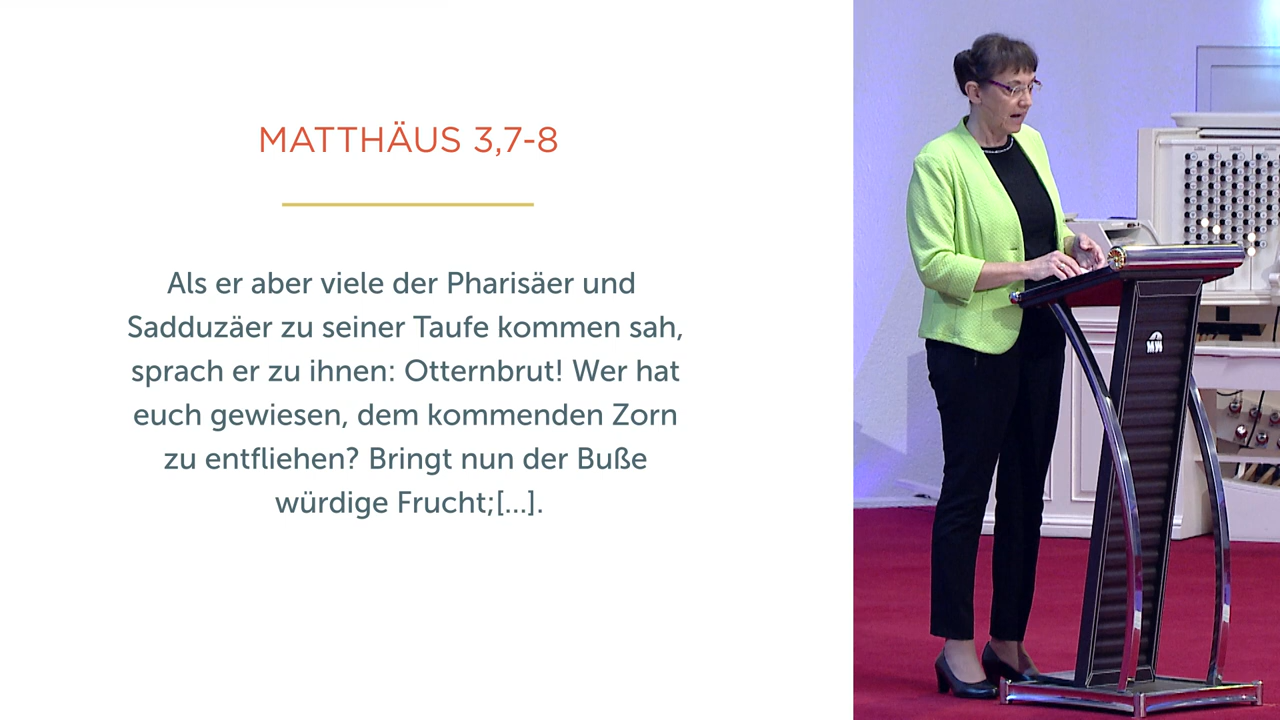 MATTHÄUS 3,7-8
Als er aber viele der Pharisäer und
Sadduzäer zu seiner Taufe kommen sah,
sprach er zu ihnen: Otternbrut! Wer hat
euch gewiesen, dem kommenden Zorn
zu entfliehen? Bringt nun der Buße
würdige Frucht;[...].
MW